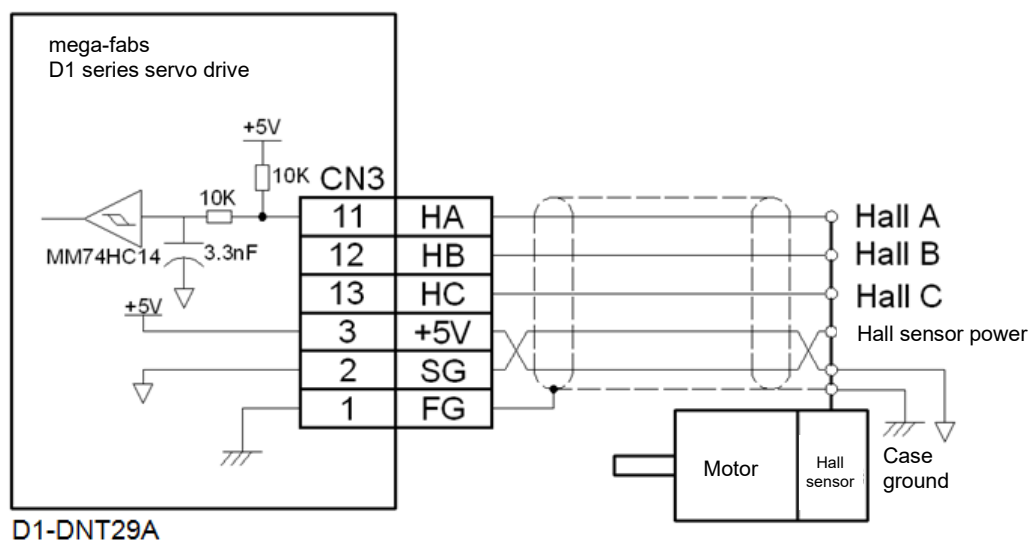 mega-fabs
D1 series servo drive
+5V
10K
CN3
10K
11 HA
Hall A
MM74HC14
3.3nF
12 HB
Hall B
13 HC
Hall C
+5V
3 +5V
Hall sensor power
2 SG
1 FG
Motor
Hall
sensor
Case
ground
D1-DNT29A